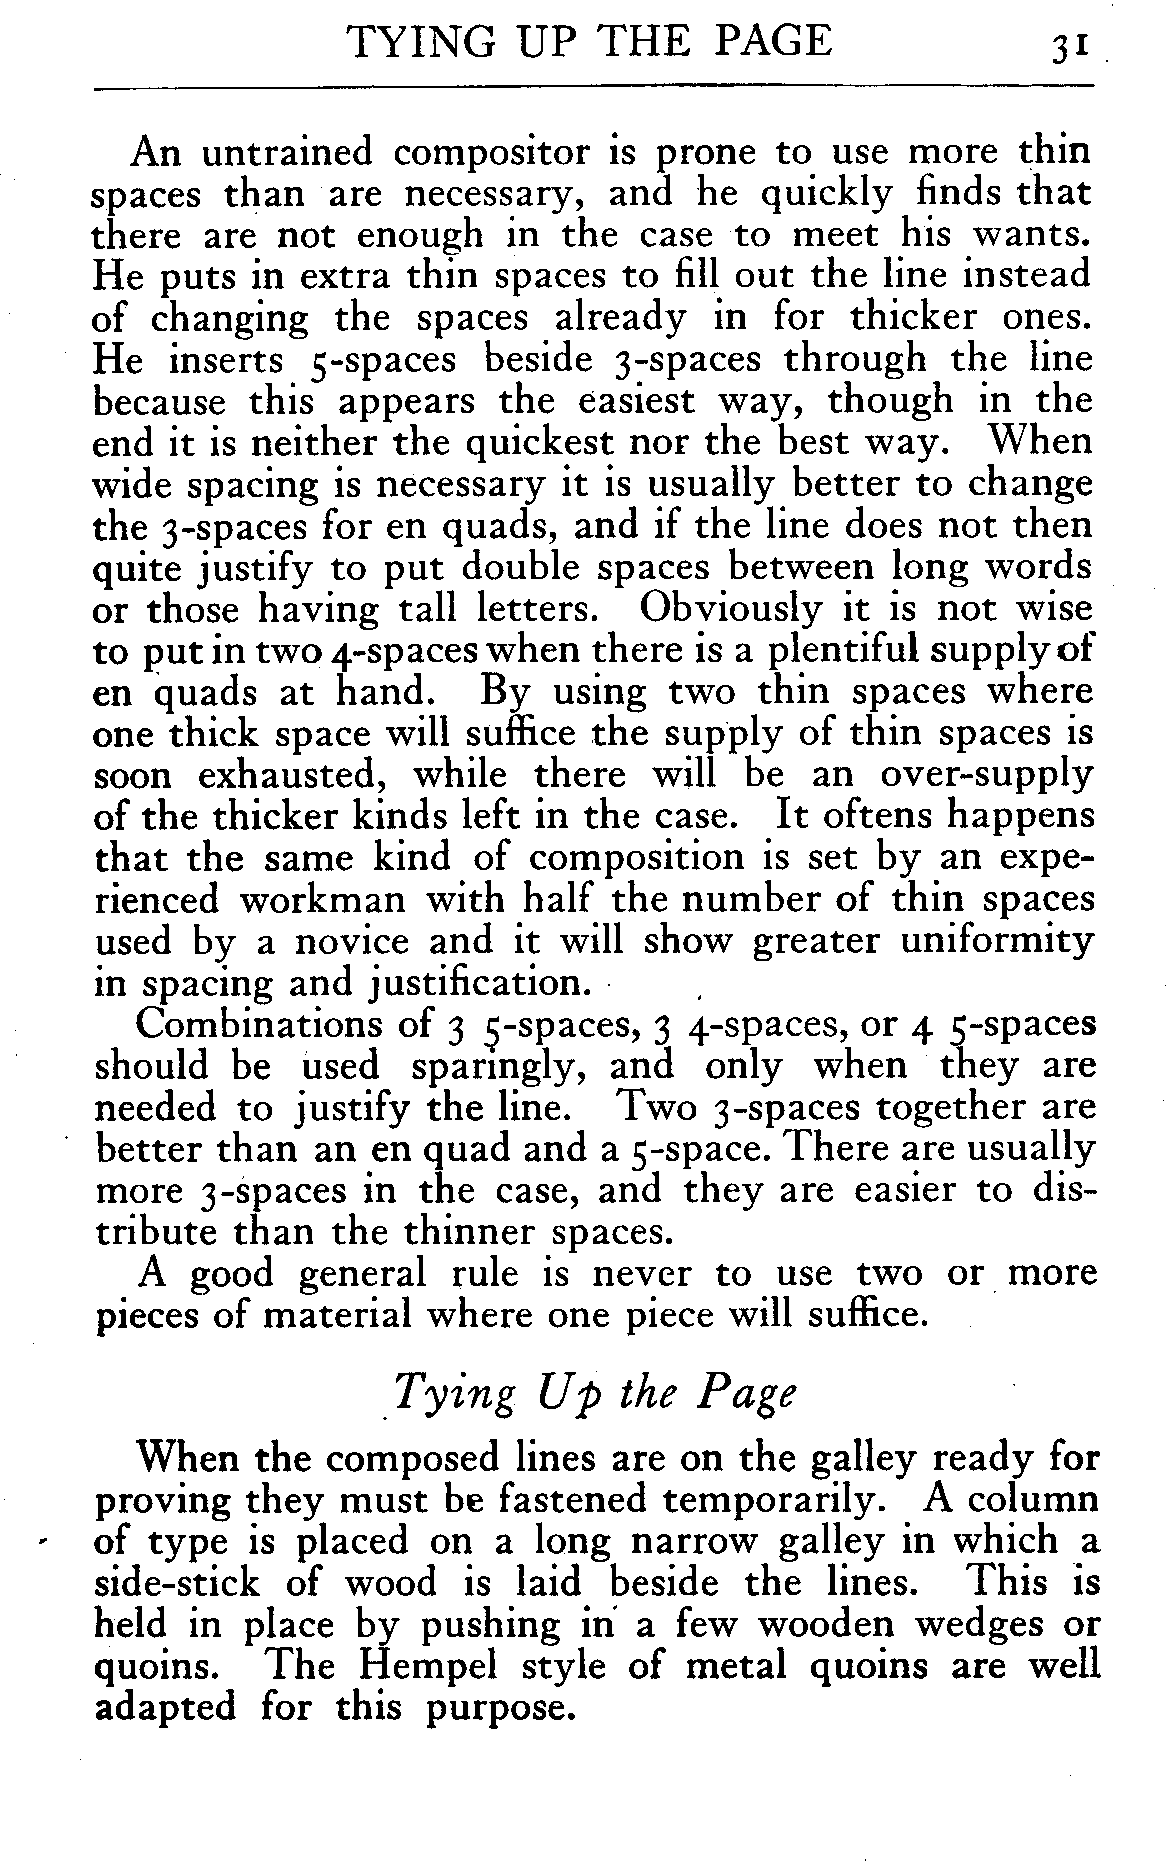 TYING UP THE PAGE 31
An untrained compositor is prone to use more thin
spaces than are necessary, and he quickly finds that
there are not enough in the case to meet his wants.
He puts in extra thin spaces to fill out the line instead
of changing the spaces already in for thicker ones.
He inserts 5-spaces beside 3-spaces through the line
because this appears the easiest way, though in the
end it is neither the quickest nor the best way. When
wide spacing is necessary it is usually better to change
the 3-spaces for en quads, and if the line does not then
quite justify to put double spaces between long words
or those having tall letters. Obviously it is not wise
to put in two 4-spaces when there is a plentiful supply of
en quads at hand. By using two thin spaces where
one thick space will suffice the supply of thin spaces is
soon exhausted, while there will be an over-supply
of the thicker kinds left in the case. It oftens happens
that the same kind of composition is set by an expe-
rienced workman with half the number of thin spaces
used by a novice and it will show greater uniformity
in spacing and justification.
Combinations of 3 5-spaces, 3 4-spaces, or 4 5-spaces
should be used sparingly, and only when they are
needed to justify the line. Two 3-spaces together are
better than an en quad and a 5-space. There are usually
more 3-spaces in the case, and they are easier to dis-
tribute than the thinner spaces.
A good general rule is never to use two or more
pieces of material where one piece will suffice.
Tying Up the Page
When the composed lines are on the galley ready for
proving they must be fastened temporarily. A column
of type is placed on a long narrow galley in which a
side-stick of wood is laid beside the lines. This is
held in place by pushing in a few wooden wedges or
quoins. The Hempel style of metal quoins are well
adapted for this purpose.